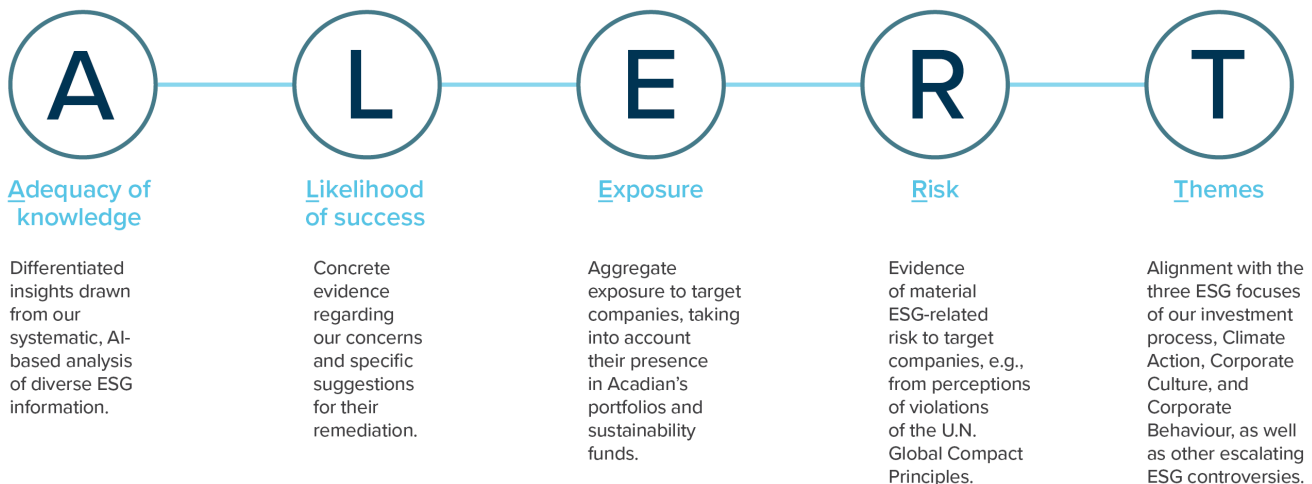 A
L
E
R
T
Adequacy of
knowledge
Likelihood
of success
Exposure
Risk
Themes
Differentiated
insights drawn
from our
systematic, AI-
based analysis
of diverse ESG
information.
Concrete
evidence
regarding
our concerns
and specific
suggestions
for their
remediation.
Aggregate
exposure to target
companies, taking
into account
their presence
in Acadian’s
portfolios and
sustainability
funds.
Evidence
of material
ESG-related
risk to target
companies, e.g.,
from perceptions
of violations
of the U.N.
Global Compact
Principles.
Alignment with the
three ESG focuses
of our investment
process, Climate
Action, Corporate
Culture, and
Corporate
Behaviour, as well
as other escalating
ESG controversies.